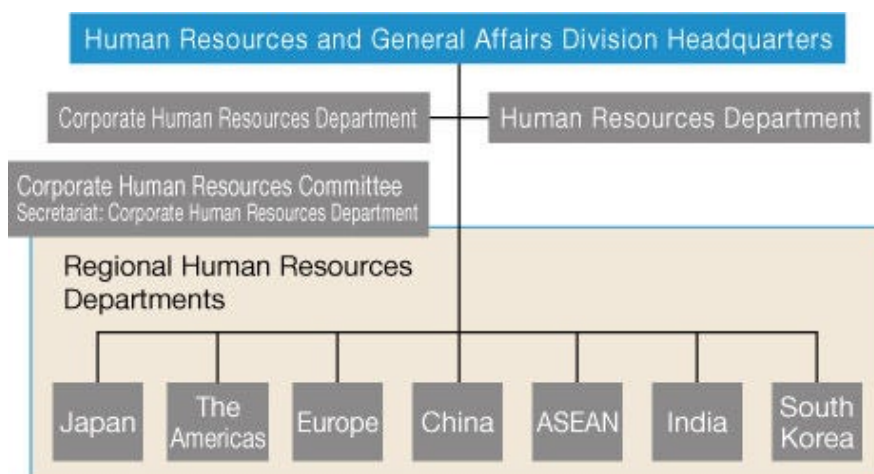 Human Resources and General Affairs Division Headquarters
Corporate Human Resources Department
Human Resources Department
Corporate Human Resources Committee
Secretariat: Corporate Human Resources Department
Regional Human Resources
Departments
Japan
The
Americas
Europe
China
ASEAN
India
South
Korea